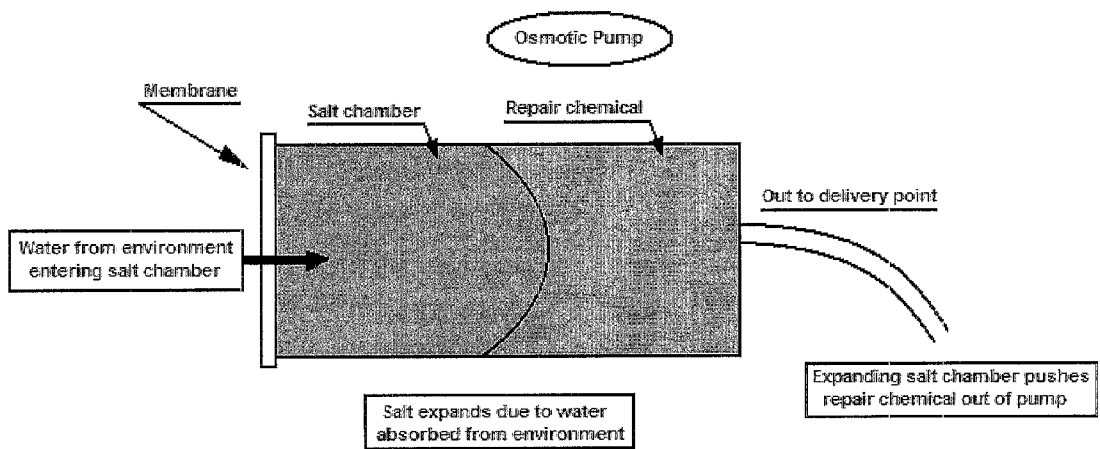 Osmotic Pump
Membrane
Salt chamber
Repair chemical
Out to delivery point
Water from environment
entering salt chamber
Expanding salt chamber pushes
repair chemical out of pump
Salt expands due to water
absorbed from environment